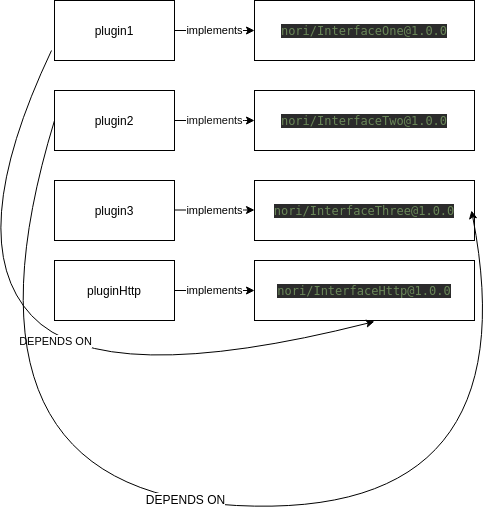 plugin1 implements nori/InterfaceOne@1.0.0
plugin2 implements nori/InterfaceTwo@1.0.0
plugin3 implements nori/InterfaceThree@1.0.0
pluginHttp implements nori/InterfaceHttp@1.0.0
DEPENDS ON
DEPENDS ON